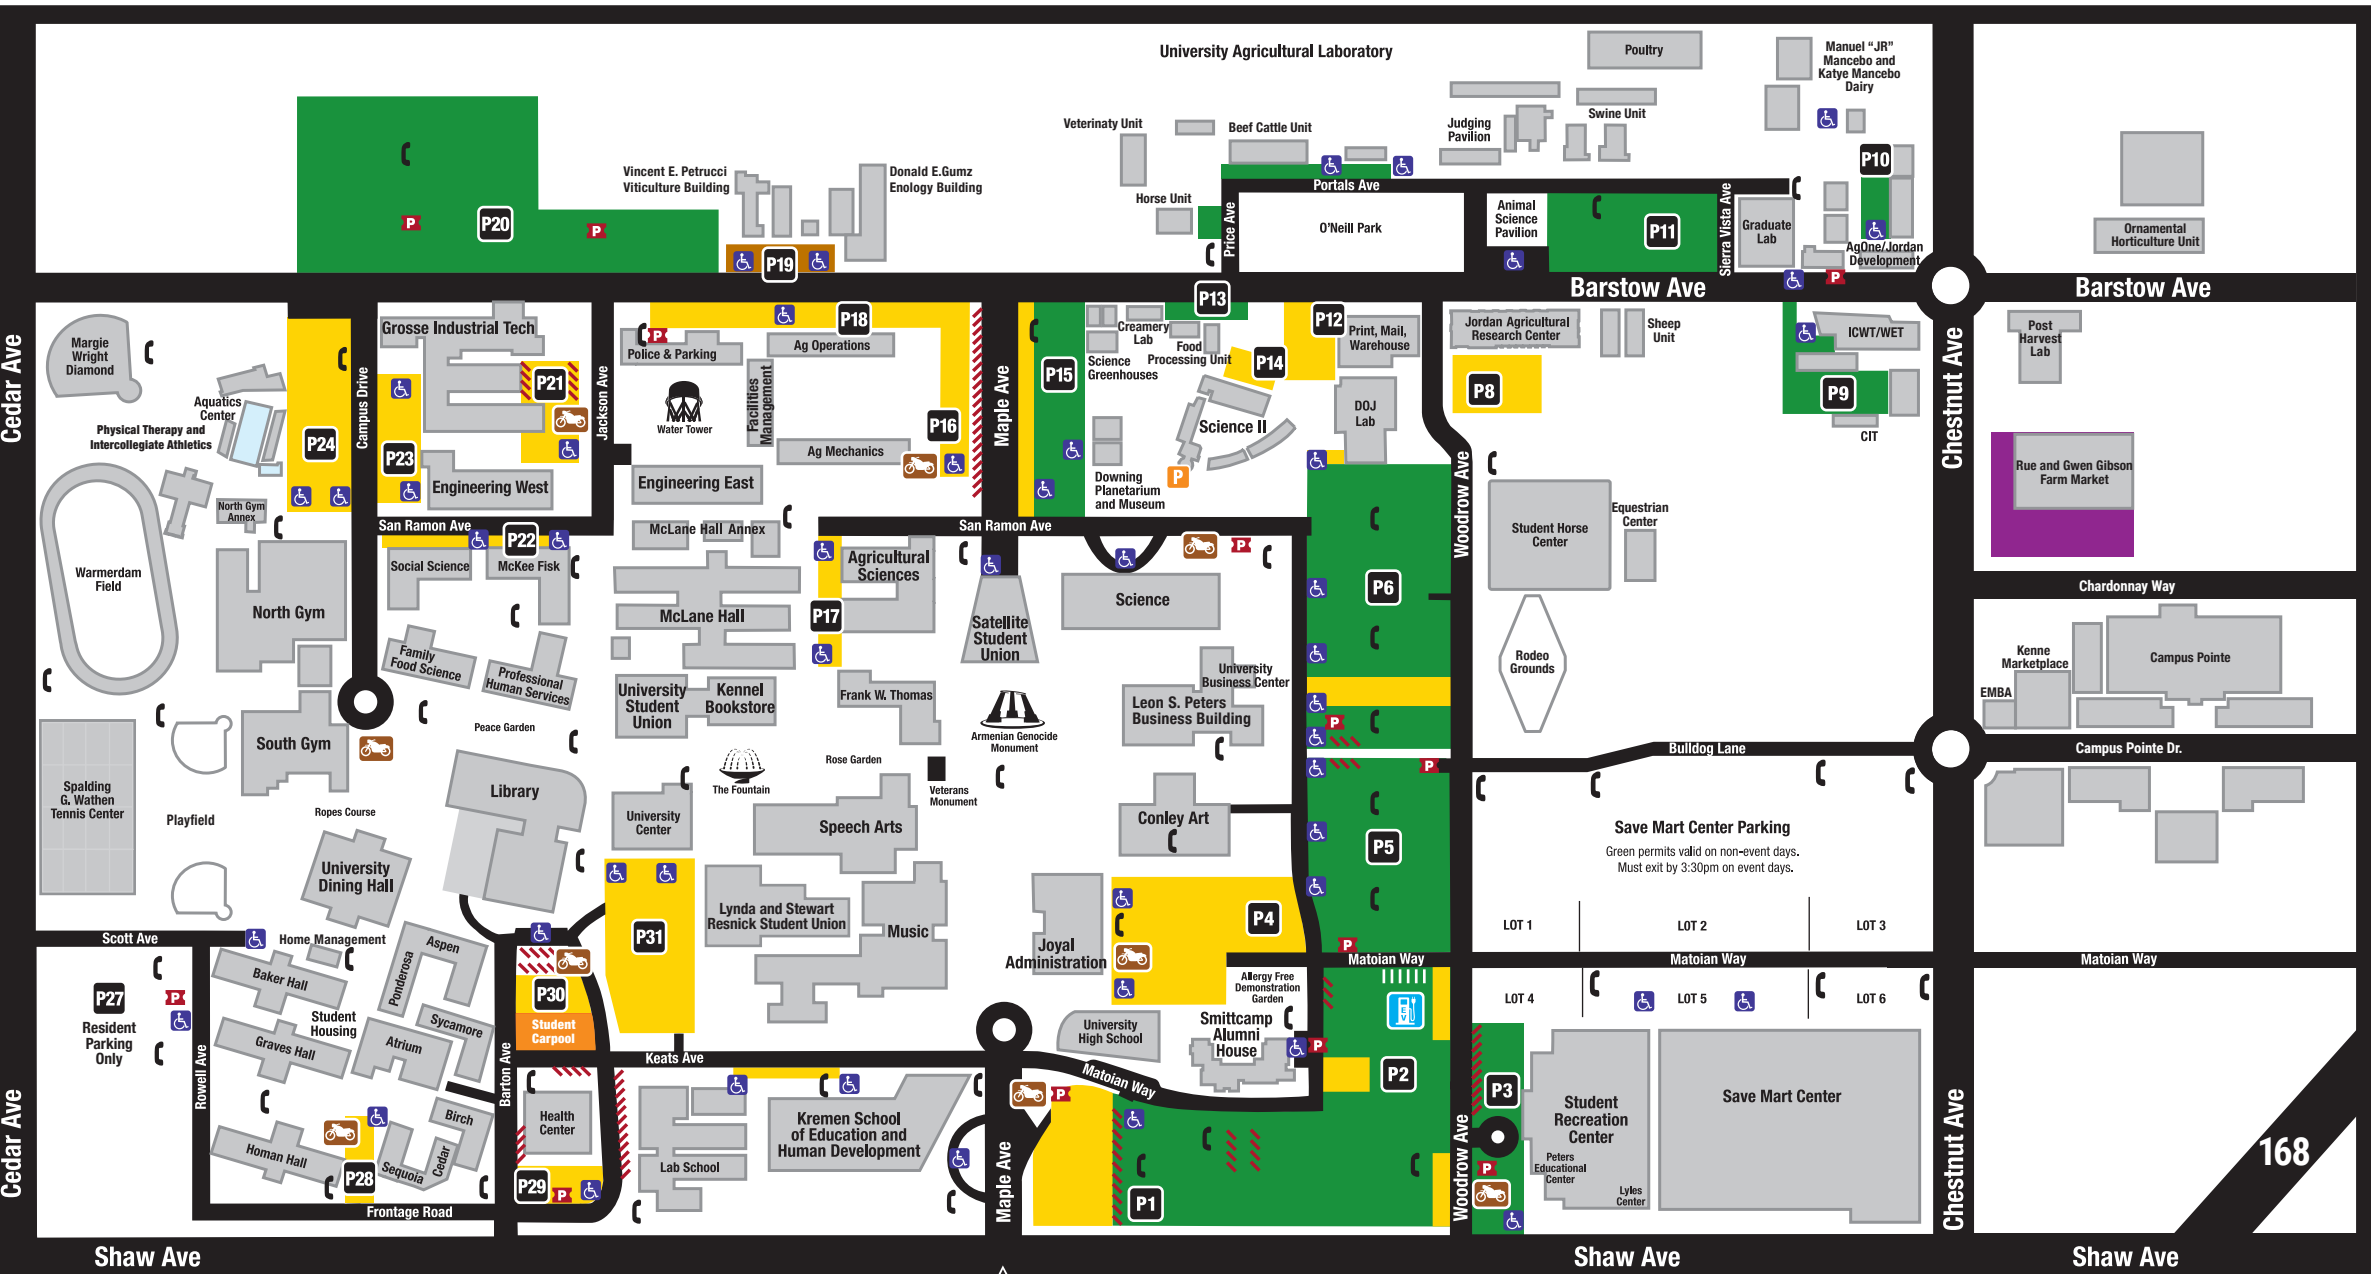 University Agricultural Laboratory
Poultry
Manuel “JR”
Mancebo and
Katye Mancebo
Dairy
Veterinaty Unit
Beef Cattle Unit
Judging
Pavilion
Swine Unit
P10
Vincent E. Petrucci
Viticulture Building
Donald E.Gumz
Enology Building
Horse Unit
Portals Ave
Price Ave
O’Neill Park
Animal
Science
Pavilion
P11
Sierra Vista Ave
Graduate
Lab
AgOne/Jordan
Development
Ornamental
Horticulture Unit
P
P20
P
P19
P
Barstow Ave
Barstow Ave
Cedar Ave
Margie
Wright
Diamond
Campus Drive
Grosse Industrial Tech
Jackson Ave
P
Police & Parking
P18
Ag Operations
Maple Ave
P15
P13
Creamery
Lab
Food
Processing Unit
Science
Greenhouses
P14
P12
Print, Mail,
Warehouse
Jordan Agricultural
Research Center
Sheep
Unit
ICWT/WET
Chestnut Ave
Post
Harvest
Lab
Aquatics
Center
Physical Therapy and
Intercollegiate Athletics
P24
P23
P21
Water Tower
Facilities
Management
P16
Ag Mechanics
Science II
DOJ
Lab
P8
P9
CIT
Downing
Planetarium
and Museum
P
Rue and Gwen Gibson
Farm Market
Engineering West
Engineering East
North Gym
Annex
San Ramon Ave
P22
McLane Hall Annex
San Ramon Ave
Woodrow Ave
Student Horse
Center
Equestrian
Center
Warmerdam
Field
Social Science
McKee Fisk
Agricultural
Sciences
P
North Gym
McLane Hall
P17
Satellite
Student
Union
Science
P6
Chardonnay Way
Family
Food Science
Professional
Human Services
Rodeo
Grounds
Kenne
Marketplace
Campus Pointe
EMBA
University
Student
Union
Kennel
Bookstore
Frank W. Thomas
University
Business Center
Leon S. Peters
Business Building
Peace Garden
Armenian Genocide
Monument
P
South Gym
Bulldog Lane
Campus Pointe Dr.
P
Spalding
G. Wathen
Tennis Center
Playfield
Ropes Course
Library
The Fountain
Rose Garden
Veterans
Monument
University
Center
Speech Arts
Conley Art
P5
Save Mart Center Parking
Green permits valid on non-event days.
Must exit by 3:30pm on event days.
University
Dining Hall
P31
Lynda and Stewart
Resnick Student Union
Music
Joyal
Administration
P4
LOT 1
LOT 2
LOT 3
Scott Ave
Home Management
P
Matoian Way
Matoian Way
Matoian Way
P27
P
Resident
Parking
Only
Baker Hall
Student
Housing
Graves Hall
Ponderosa
Aspen
Sycamore
Atrium
P30
Student
Carpool
Allergy Free
Demonstration
Garden
EV
LOT 4
LOT 5
LOT 6
University
High School
Smittcamp
Alumni
House
P
Rowell Ave
Barton Ave
Keats Ave
Matoian Way
P
P2
P3
Student
Recreation
Center
Save Mart Center
Cedar Ave
Homan Hall
P28
Sequoia
Cedar
Birch
Health
Center
P29
P
Lab School
Kremen School
of Education and
Human Development
Maple Ave
P1
Woodrow Ave
P
Peters
Educational
Center
Lyles
Center
Chestnut Ave
168
Frontage Road
Shaw Ave
Shaw Ave
Shaw Ave